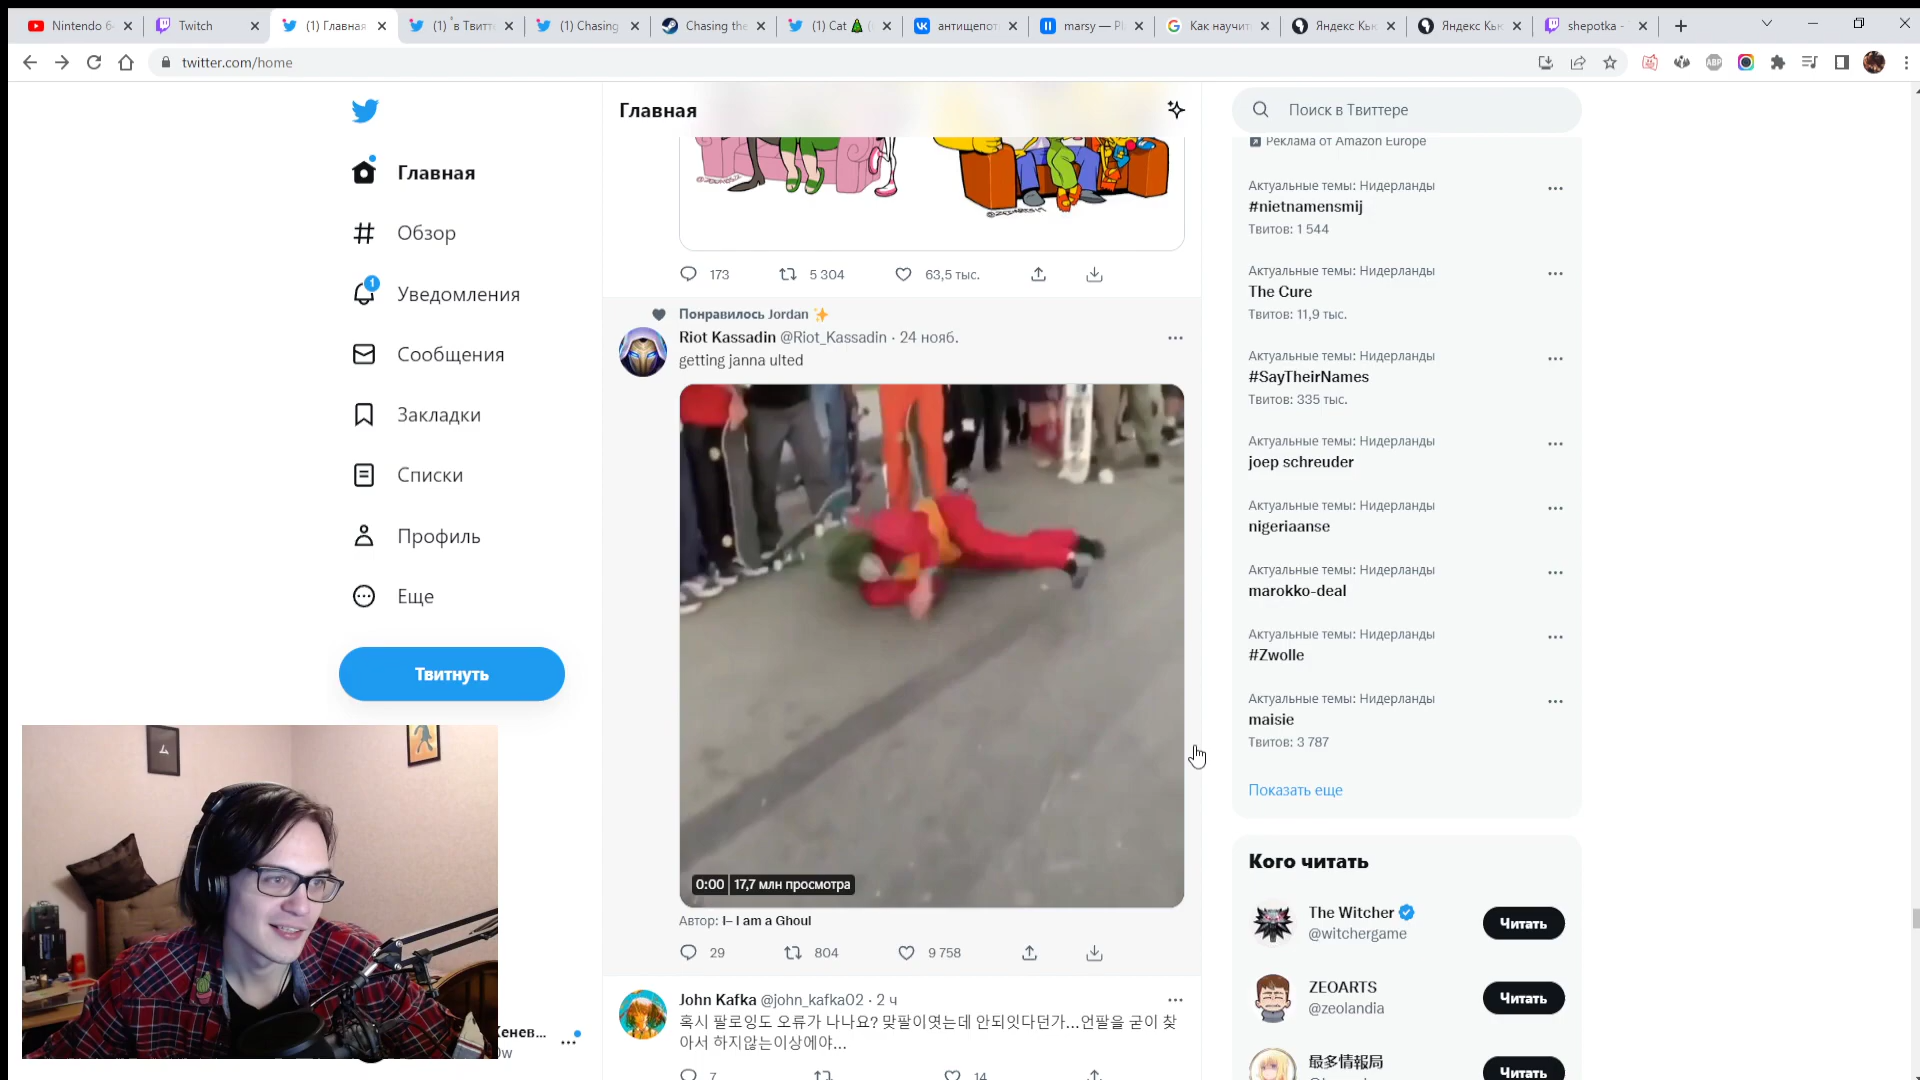 Nintendo 6
Twitch
(1) Главная
(1) "в Твитт
(1) Chasing
Chasing the
(1) Cat
антищепот
marsy — Pl
Как научит
Яндекс Кью
Яндекс Кью
shepotka -
twitter.com/home
Главная
Обзор
1
Уведомления
Сообщения
Закладки
Списки
Профиль
Еще
Твитнуть
Главная
173
5 304
63,5 тыс.
Понравилось Jordan ✨
Riot Kassadin @Riot_Kassadin · 24 нояб.
getting janna ulted
0:00 17,7 млн просмотра
Автор: I– I am a Ghoul
29
804
9 758
John Kafka @john_kafka02 · 2 ч
혹시 팔로잉도 오류가 나나요? 맞팔이엿는데 안되잇다던가...언팔을 굳이 찾
아서 하지않는이상에야...
7
14
Поиск в Твиттере
Реклама от Amazon Europe
Актуальные темы: Нидерланды
#nietnamensmij
Твитов: 1 544
Актуальные темы: Нидерланды
The Cure
Твитов: 11,9 тыс.
Актуальные темы: Нидерланды
#SayTheirNames
Твитов: 335 тыс.
Актуальные темы: Нидерланды
joep schreuder
Актуальные темы: Нидерланды
nigeriaanse
Актуальные темы: Нидерланды
marokko-deal
Актуальные темы: Нидерланды
#Zwolle
Актуальные темы: Нидерланды
maisie
Твитов: 3 787
Показать еще
Кого читать
The Witcher
@witchergame
Читать
ZEOARTS
@zeolandia
Читать
最多情報局
Читать